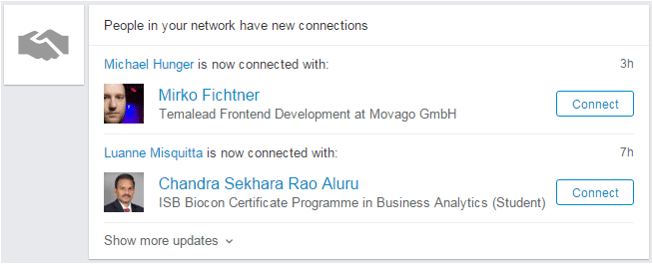 People in your network have new connections
Michael Hunger is now connected with: 3h
Mirko Fichtner
Temalead Frontend Development at Movago GmbH
Connect
Luanne Misquitta is now connected with: 7h
Chandra Sekhara Rao Aluru
ISB Biocon Certificate Programme in Business Analytics (Student)
Connect
Show more updates